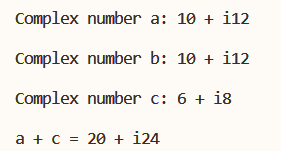 Complex number a: 10 + i12
Complex number b: 10 + i12
Complex number c: 6 + i8
a + c = 20 + i24